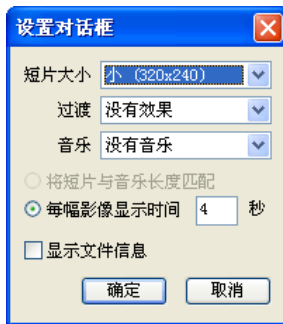 设置对话框
短片大小 小 (320x240)
过渡 没有效果
音乐 没有音乐
将短片与音乐长度匹配
每幅影像显示时间 4 秒
显示文件信息
确定 取消